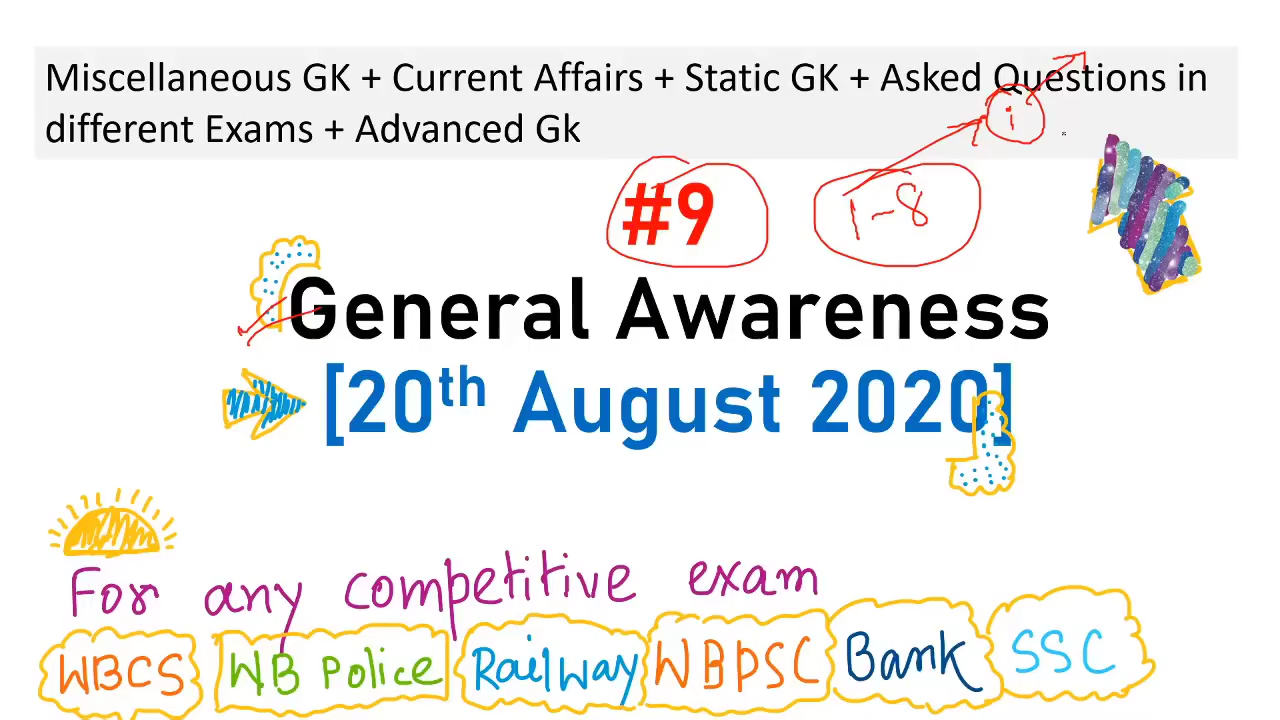 Miscellaneous GK + Current Affairs + Static GK + Asked Questions in
different Exams + Advanced Gk
#9 1-8 i
General Awareness
[20th August 2020]
For any competitive exam
WBCS WB Police Railway WBPSC Bank SSC